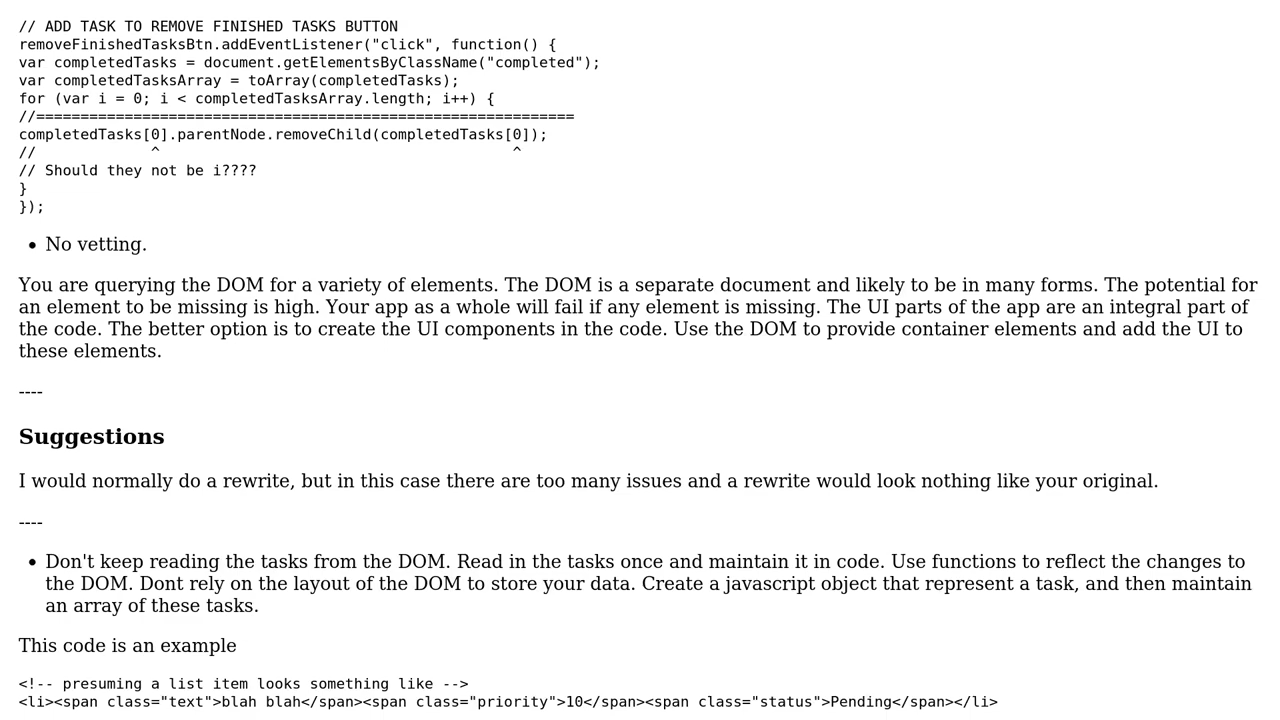 // ADD TASK TO REMOVE FINISHED TASKS BUTTON
removeFinishedTasksBtn.addEventListener("click", function() {
var completedTasks = document.getElementsByClassName("completed");
var completedTasksArray = toArray(completedTasks);
for (var i = 0; i < completedTasksArray.length; i++) {
//=============================================================
completedTasks[0].parentNode.removeChild(completedTasks[0]);
//             ^                                        ^
// Should they not be i????
}
});
• No vetting.
You are querying the DOM for a variety of elements. The DOM is a separate document and likely to be in many forms. The potential for
an element to be missing is high. Your app as a whole will fail if any element is missing. The UI parts of the app are an integral part of
the code. The better option is to create the UI components in the code. Use the DOM to provide container elements and add the UI to
these elements.
----
Suggestions
I would normally do a rewrite, but in this case there are too many issues and a rewrite would look nothing like your original.
----
• Don't keep reading the tasks from the DOM. Read in the tasks once and maintain it in code. Use functions to reflect the changes to
the DOM. Dont rely on the layout of the DOM to store your data. Create a javascript object that represent a task, and then maintain
an array of these tasks.
This code is an example
<!-- presuming a list item looks something like -->
<li><span class="text">blah blah</span><span class="priority">10</span><span class="status">Pending</span></li>